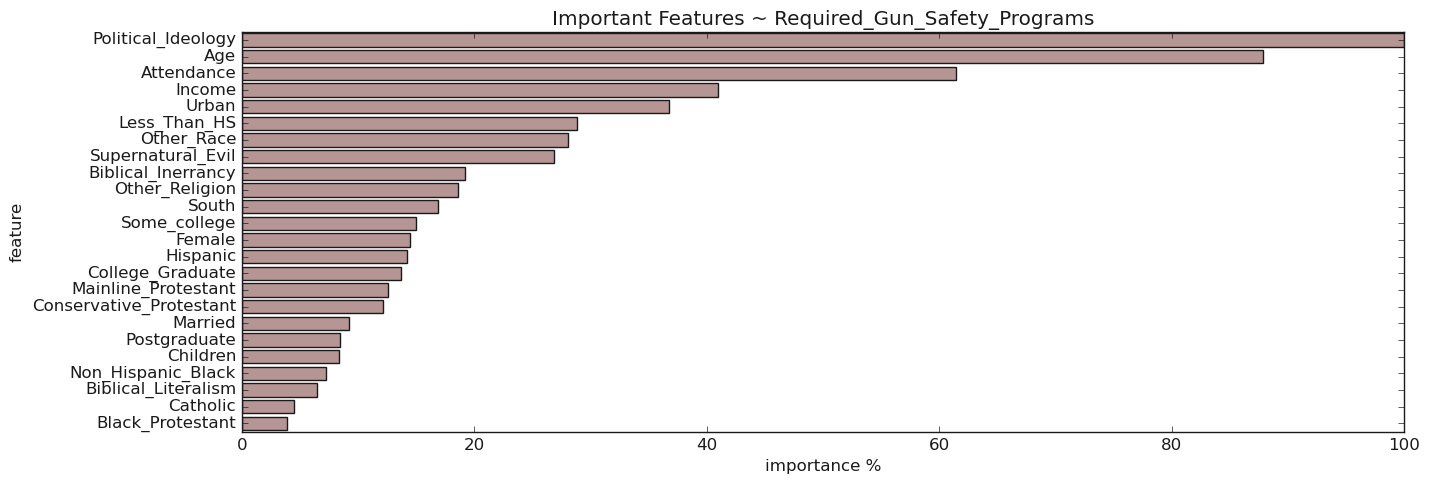 Important Features ~ Required_Gun_Safety_Programs
Political_Ideology
Age
Attendance
Income
Urban
Less_Than_HS
Other_Race
Supernatural_Evil
Biblical_Inerrancy
Other_Religion
South
Some_college
Female
Hispanic
College_Graduate
Mainline_Protestant
Conservative_Protestant
Married
Postgraduate
Children
Non_Hispanic_Black
Biblical_Literalism
Catholic
Black_Protestant
feature
0 20 40 60 80 100
importance %